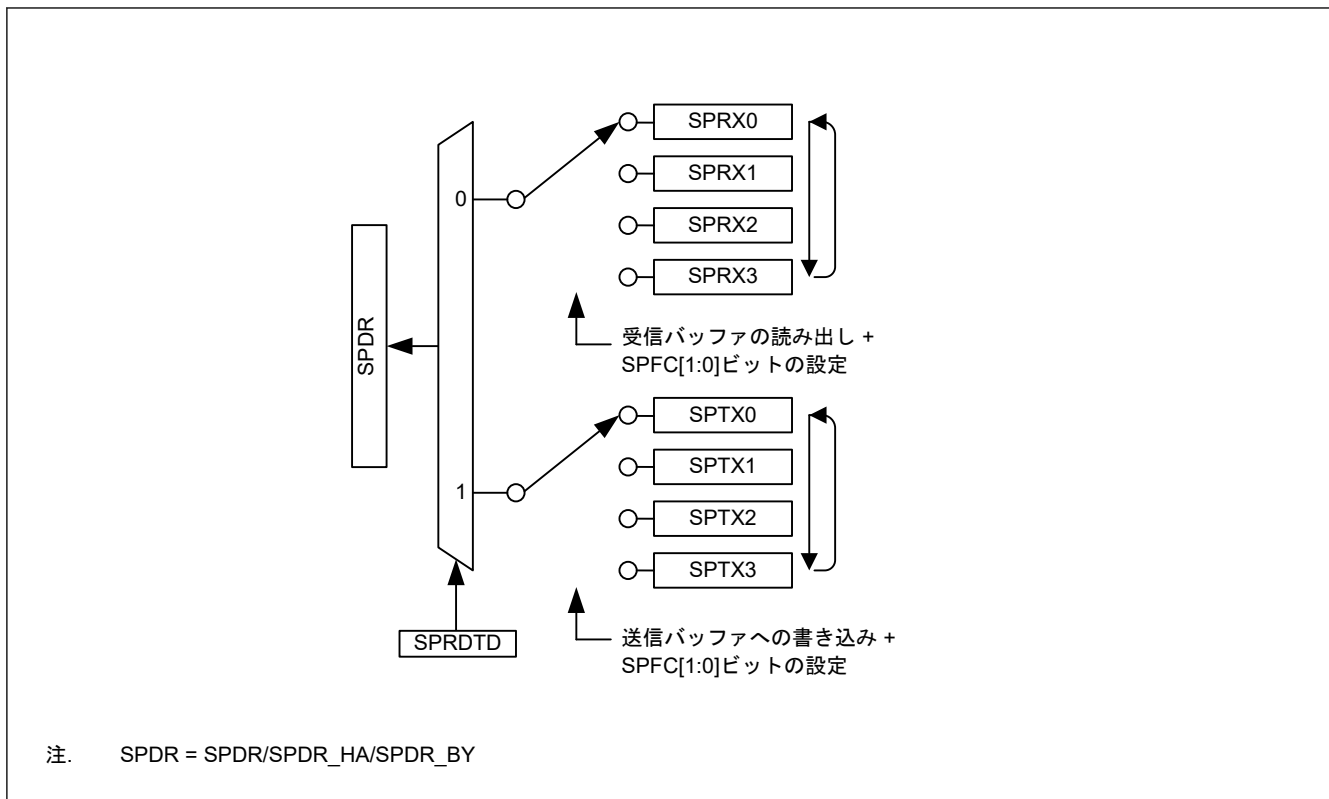 SPRX0
SPRX1
0
SPRX2
SPRX3
SPDR
受信バッファの読み出し +
SPFC[1:0]ビットの設定
SPTX0
SPTX1
1
SPTX2
SPTX3
SPRDTD
送信バッファへの書き込み +
SPFC[1:0]ビットの設定
注. SPDR = SPDR/SPDR_HA/SPDR_BY